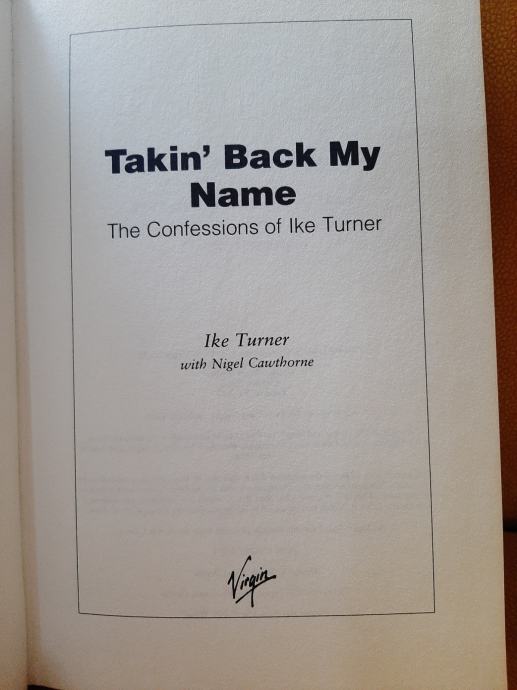 Takin' Back My
Name
The Confessions of Ike Turner
Ike Turner
with Nigel Cawthorne
Virgin